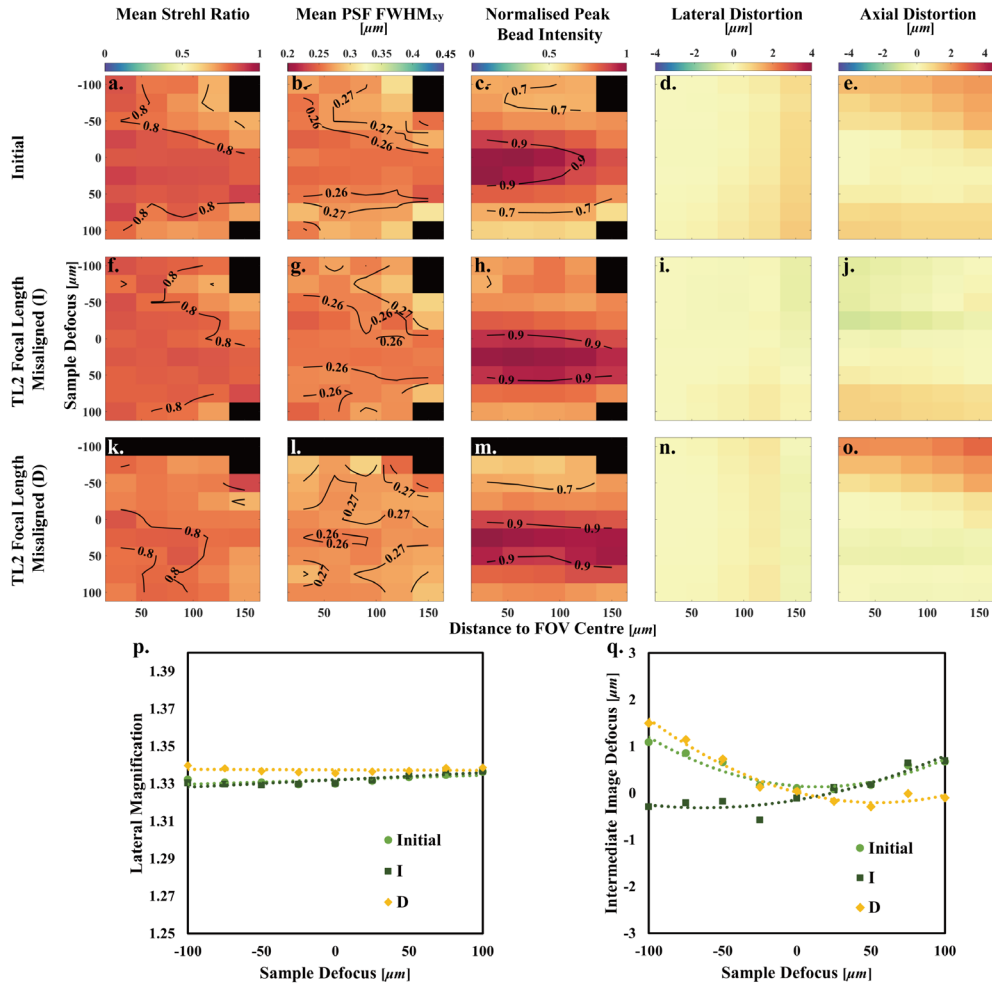 Mean Strehl Ratio
Mean PSF FWHMxy
[μm]
Normalised Peak
Bead Intensity
Lateral Distortion
[μm]
Axial Distortion
[μm]
0 0.5 1
0.2 0.25 0.3 0.35 0.4 0.45
0 0.5 1
-4 -2 0 2 4
-4 -2 0 2 4
Initial
Sample Defocus [μm]
-100
-50
0
50
100
a.
0.8
0.8
0.8
0.8
b.
0.27
0.26
0.27
0.26
0.26
0.27
c.
0.7
0.9
0.9
0.9
0.7
0.7
d.
e.
TL2 Focal Length
Misaligned (I)
-100
-50
0
50
100
f.
0.8
0.8
0.8
0.8
g.
0.26
0.27
0.26
0.26
0.26
h.
0.9
0.9
0.9
0.9
i.
j.
TL2 Focal Length
Misaligned (D)
-100
-50
0
50
100
k.
0.8
0.8
0.8
l.
0.27
0.27
0.27
0.26
0.26
0.27
0.27
m.
0.7
0.7
0.9
0.9
0.9
0.9
n.
o.
50 100 150
50 100 150
50 100 150
50 100 150
50 100 150
Distance to FOV Centre [μm]
p.
Lateral Magnification
1.39
1.37
1.35
1.33
1.31
1.29
1.27
1.25
Initial
I
D
-100 -50 0 50 100
Sample Defocus [μm]
q.
Intermediate Image Defocus [μm]
3
2
1
0
-1
-2
-3
Initial
I
D
-100 -50 0 50 100
Sample Defocus [μm]